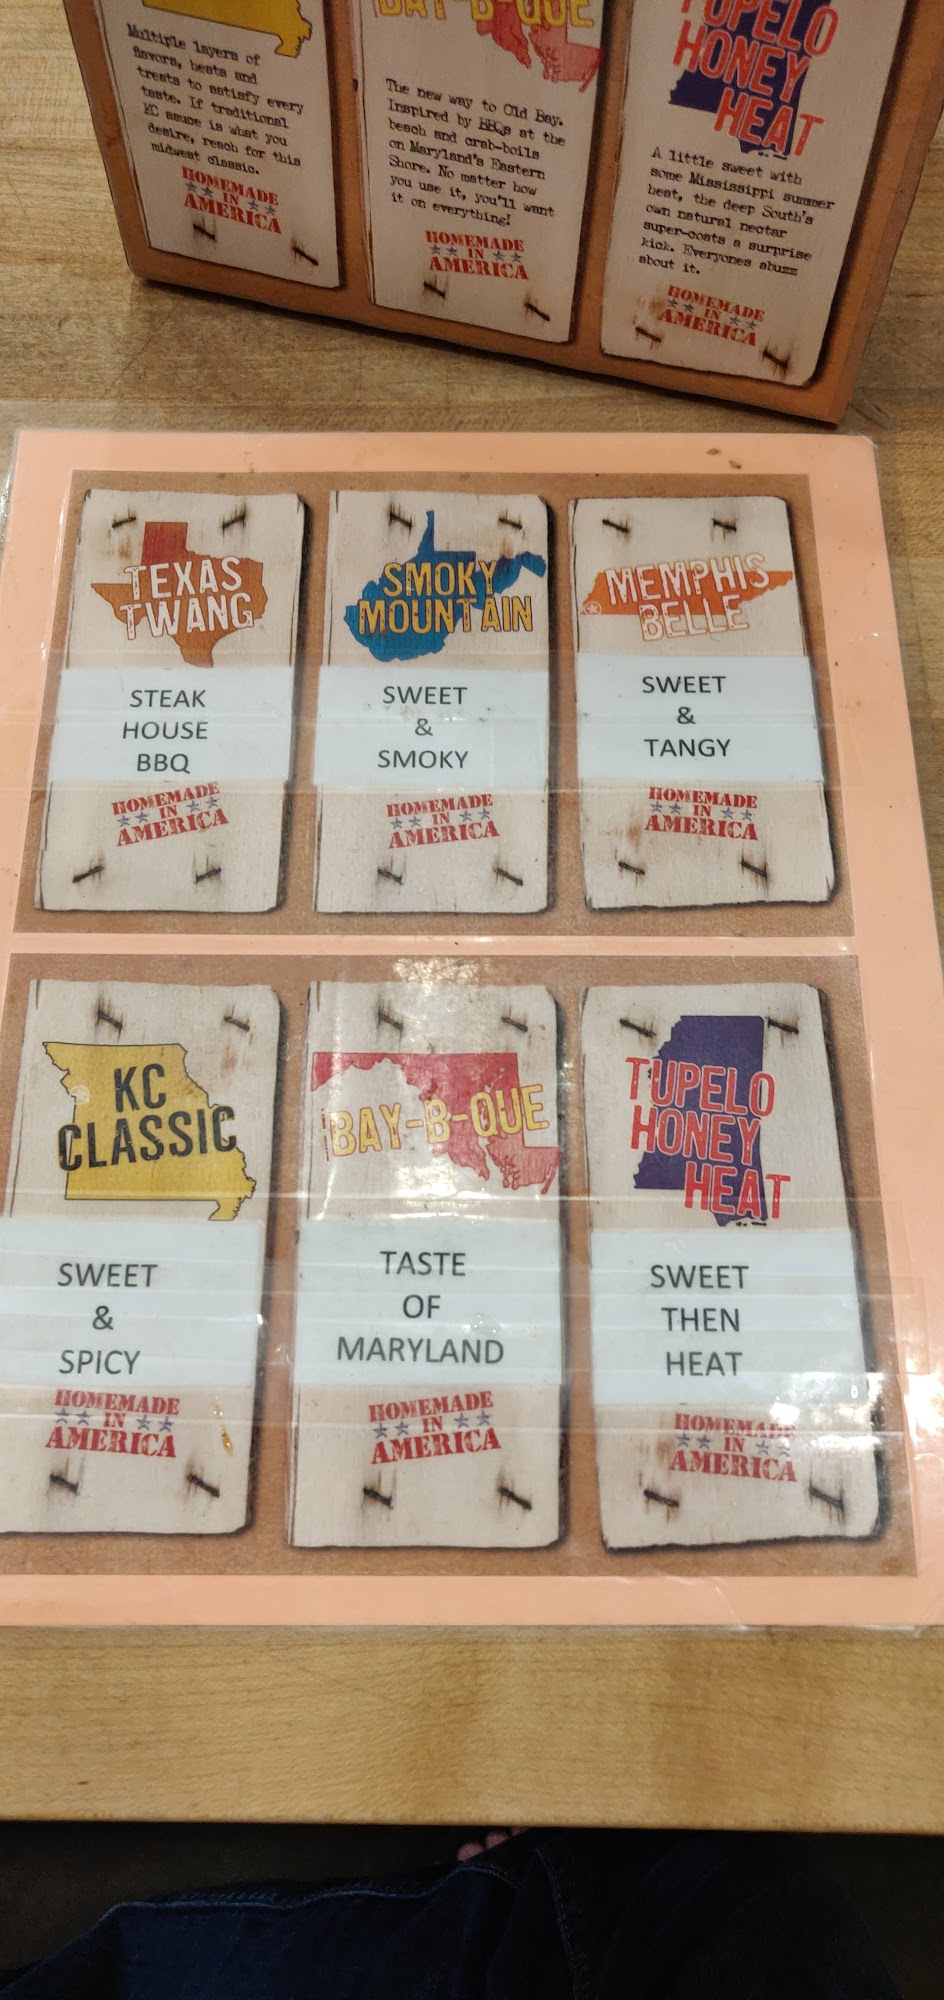 Multiple layers of
flavors, heats and
treats to satisfy every
taste. If traditional
KC sauce is what you
desire, reach for this
midwest classic.
HOMEMADE
IN
AMERICA
BAY-B-QUE
The new way to Old Bay.
Inspired by BBQs at the
beach and crab-boils
on Maryland's Eastern
Shore. No matter how
you use it, you'll want
it on everything!
HOMEMADE
IN
AMERICA
TUPELO
HONEY
HEAT
A little sweet with
some Mississippi summer
heat, the deep South's
own natural nectar
super-coats a surprise
kick. Everyones abuzz
about it.
HOMEMADE
IN
AMERICA
TEXAS
TWANG
STEAK
HOUSE
BBQ
HOMEMADE
IN
AMERICA
SMOKY
MOUNTAIN
SWEET
&
SMOKY
HOMEMADE
IN
AMERICA
MEMPHIS
BELLE
SWEET
&
TANGY
HOMEMADE
IN
AMERICA
KC
CLASSIC
SWEET
&
SPICY
HOMEMADE
IN
AMERICA
BAY-B-QUE
TASTE
OF
MARYLAND
HOMEMADE
IN
AMERICA
TUPELO
HONEY
HEAT
SWEET
THEN
HEAT
HOMEMADE
IN
AMERICA